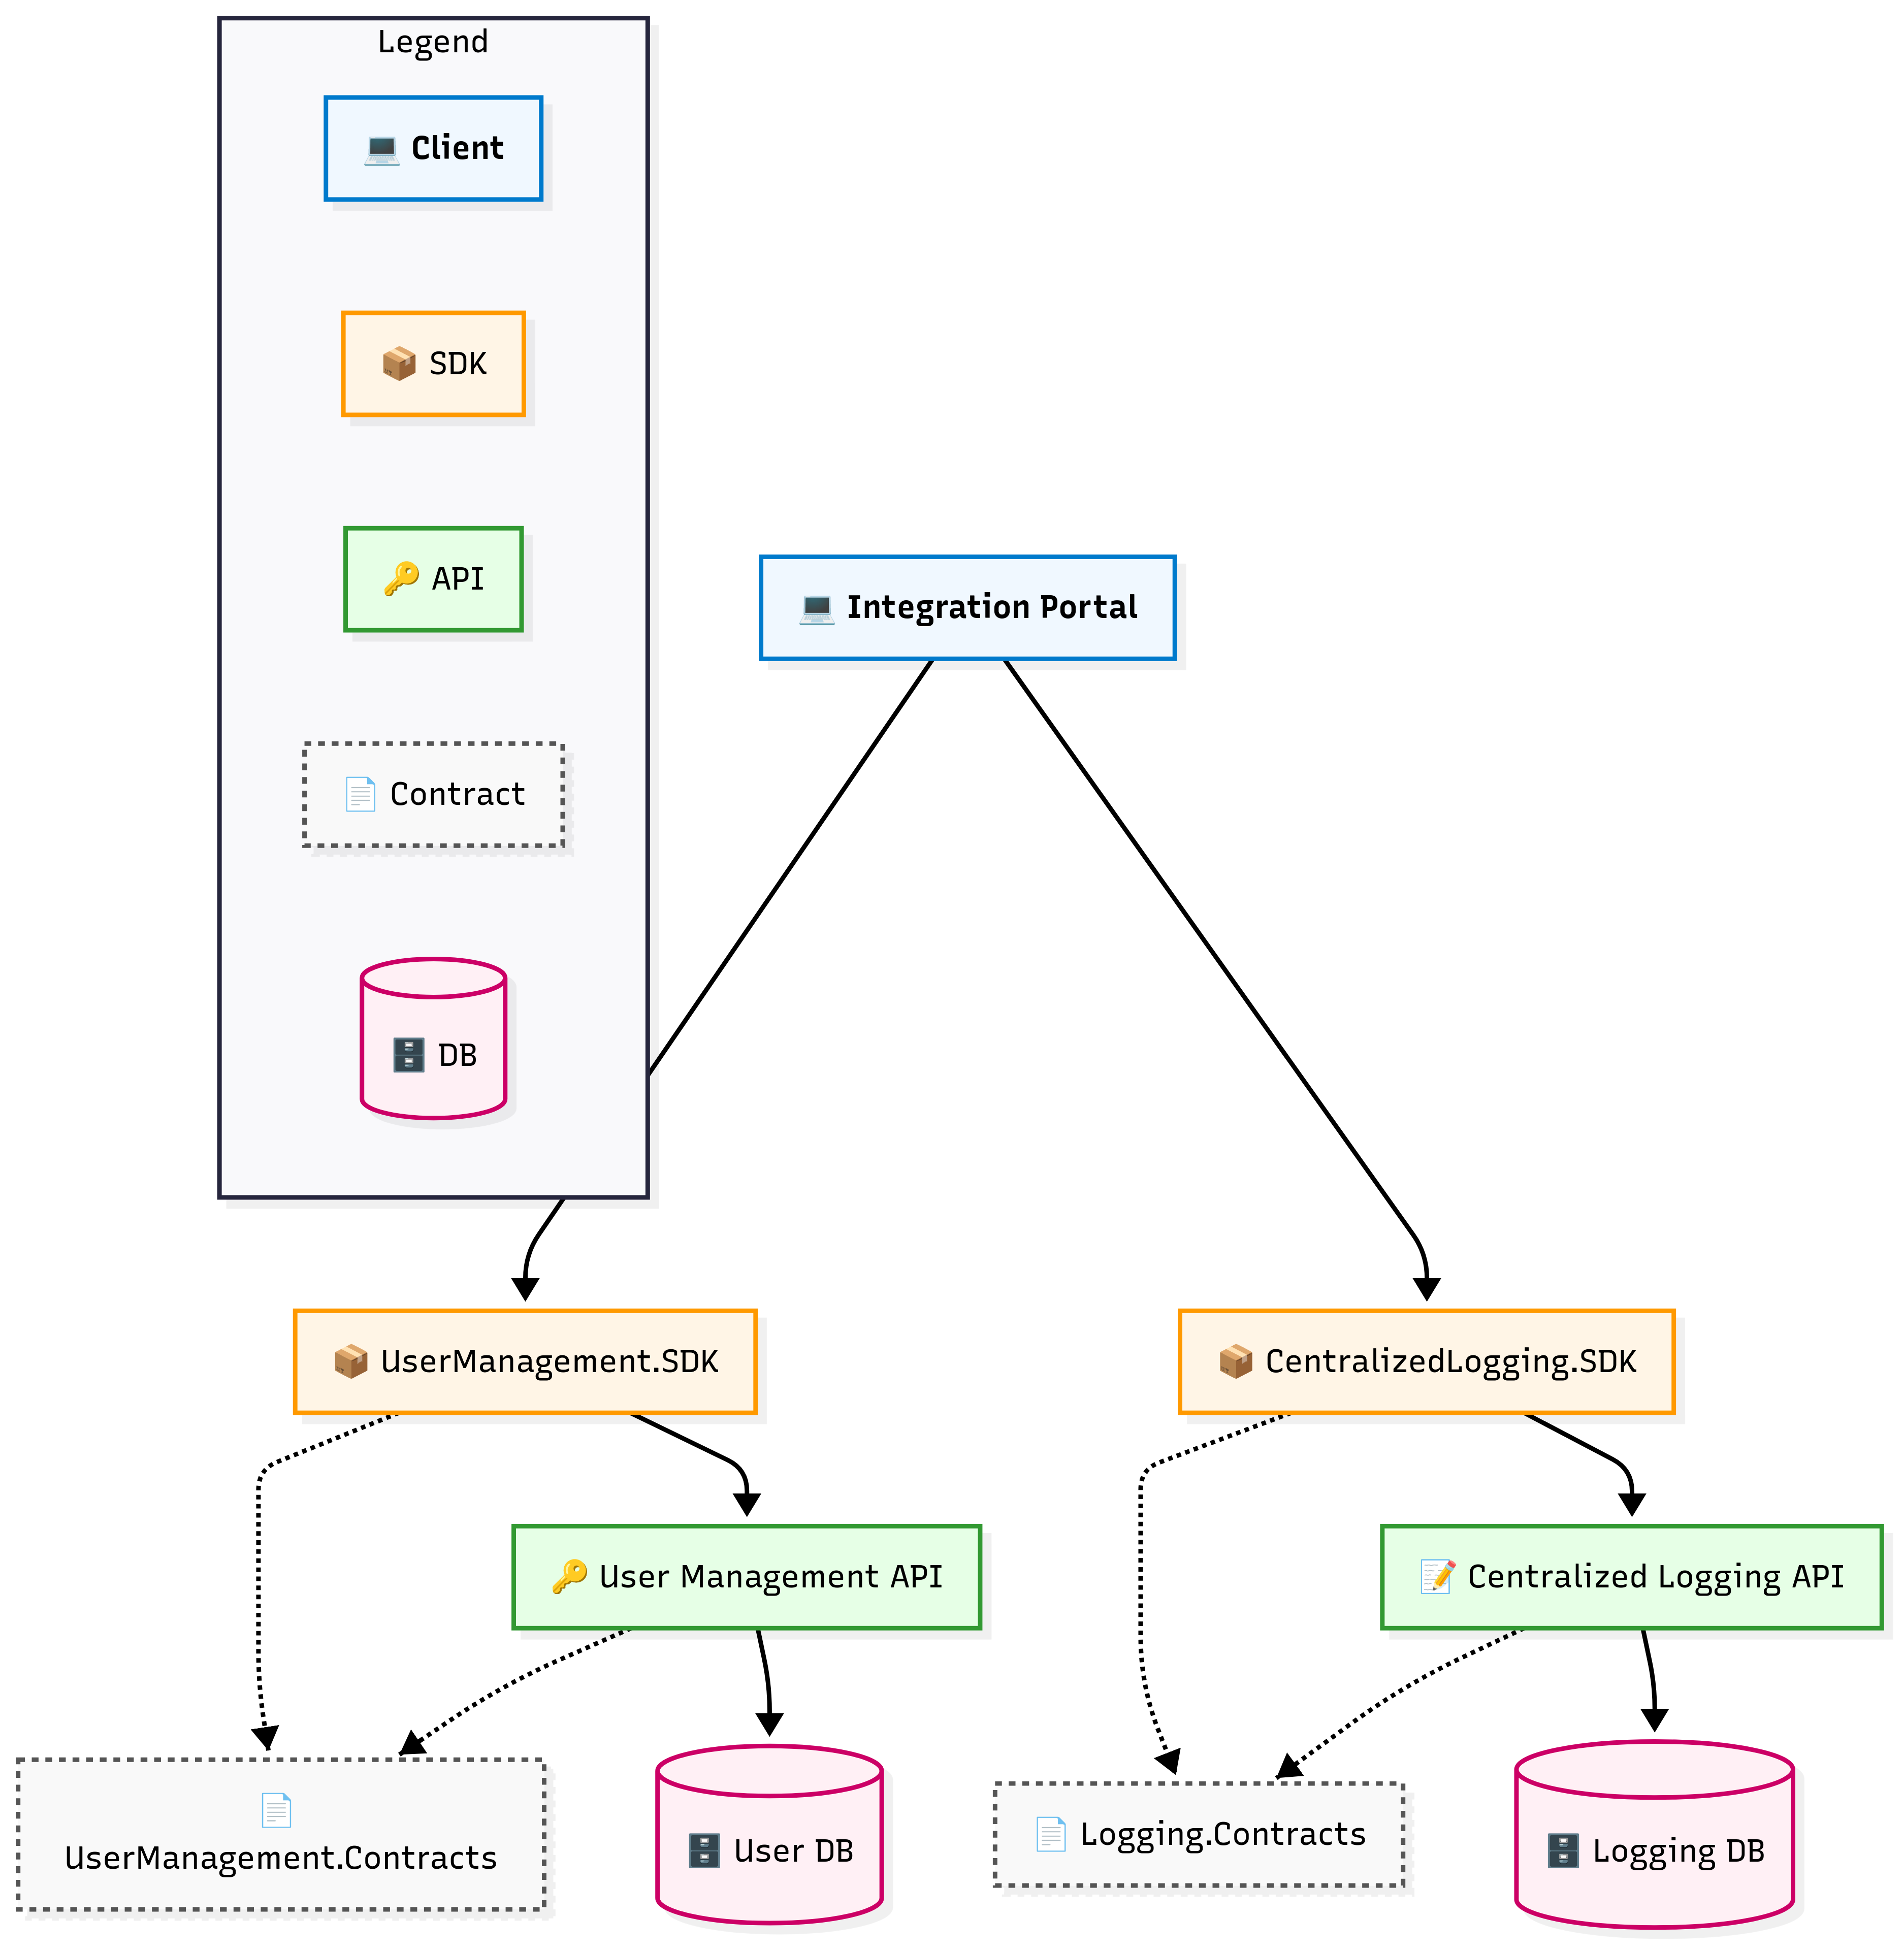 Legend
Client
SDK
API
Contract
DB
Integration Portal
UserManagement.SDK
CentralizedLogging.SDK
User Management API
Centralized Logging API
UserManagement.Contracts
User DB
Logging.Contracts
Logging DB